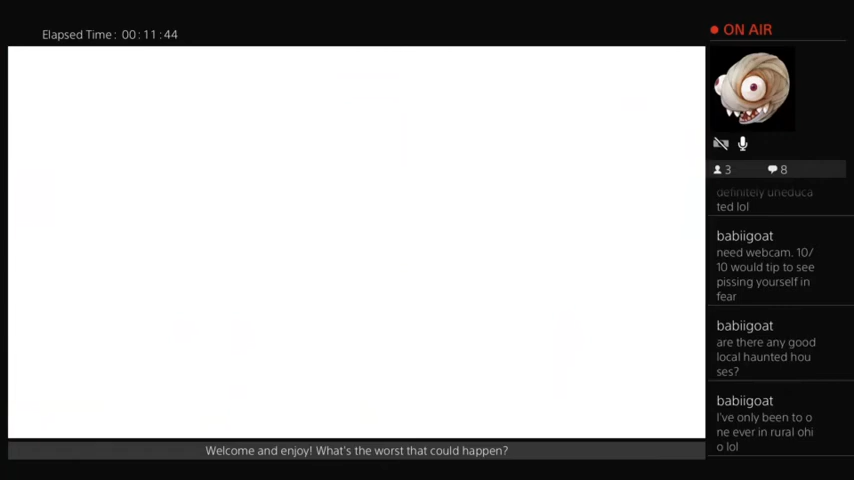 Elapsed Time: 00:11:44
ON AIR
3
8
definitely uneduca
ted lol
babiigoat
need webcam. 10/
10 would tip to see
pissing yourself in
fear
babiigoat
are there any good
local haunted hou
ses?
babiigoat
I've only been to o
ne ever in rural ohi
o lol
Welcome and enjoy! What's the worst that could happen?